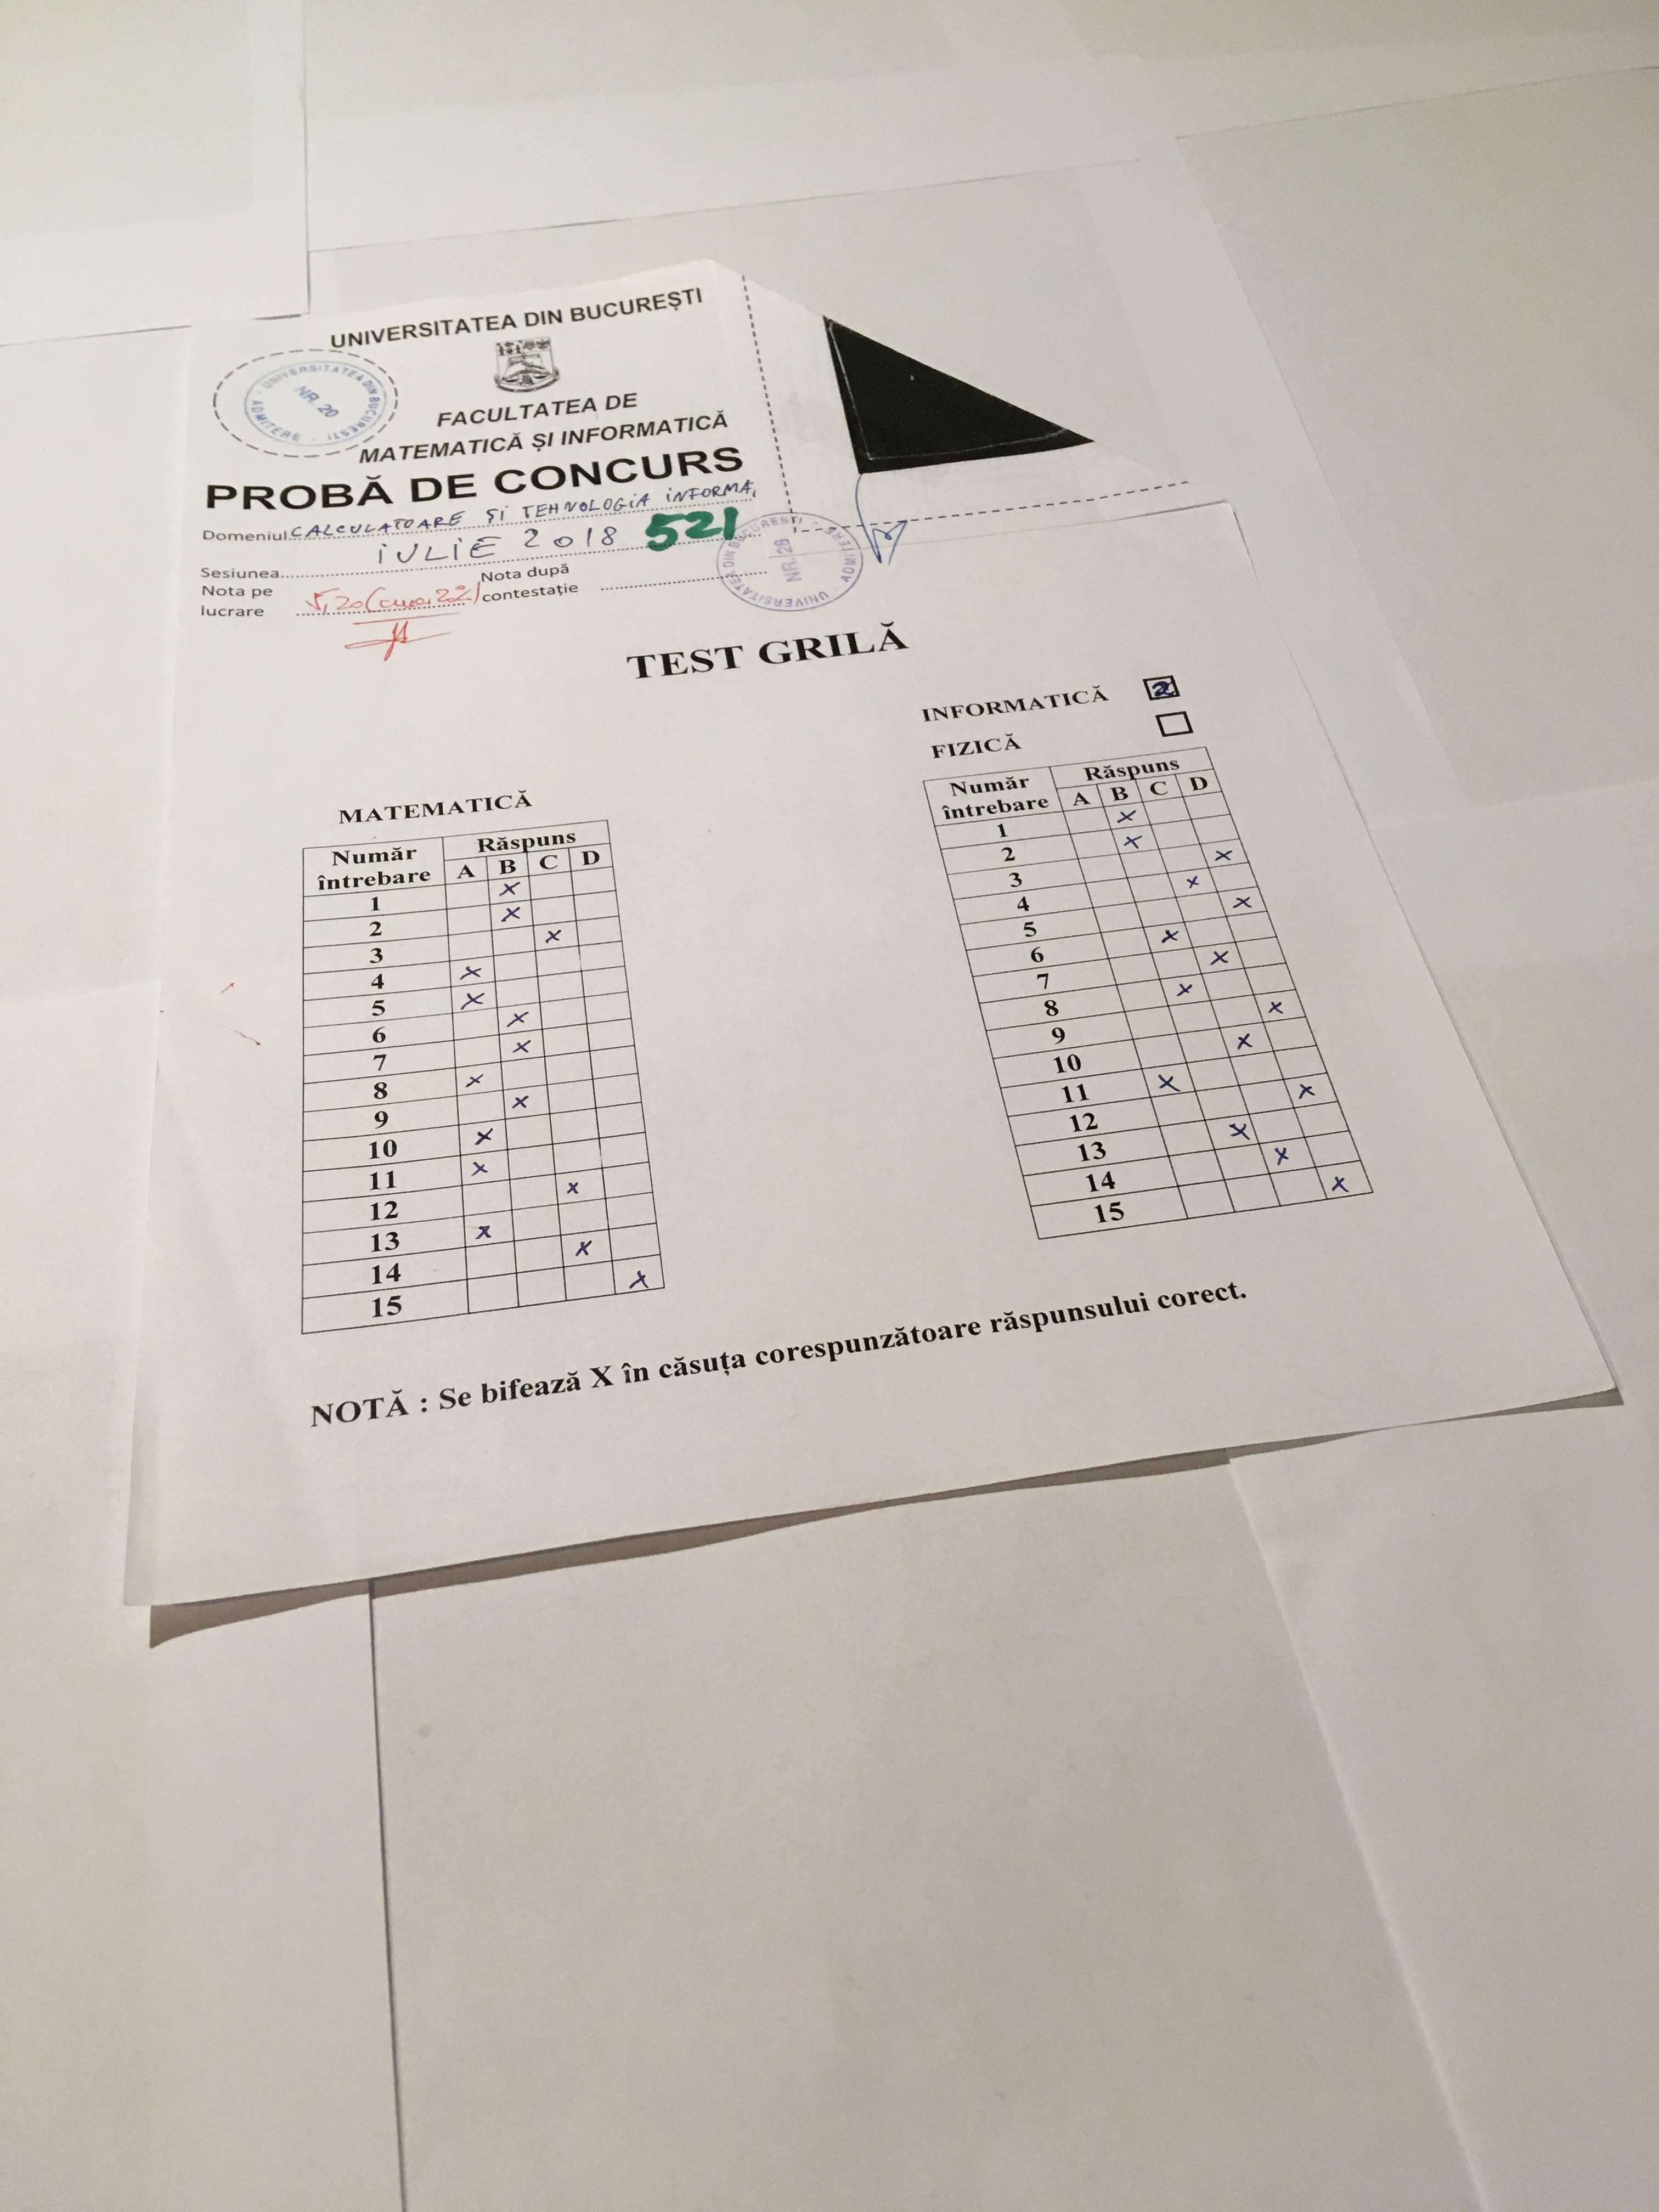 UNIVERSITATEA DIN BUCUREȘTI
UNIVERSITATEA DIN BUCUREȘTI - ADMITERE -
NR. 20
FACULTATEA DE
MATEMATICĂ ȘI INFORMATICĂ
PROBĂ DE CONCURS
Domeniul CALCULATOARE ȘI TEHNOLOGIA INFORMA.
Sesiunea IULIE 2018 521
Nota pe lucrare 5,20
Nota după contestație
UNIVERSITATEA DIN BUCUREȘTI - ADMITERE -
NR. 26
TEST GRILĂ
MATEMATICĂ
Număr întrebare Răspuns
A B C D
1 X
2 X
3 X
4 X
5 X
6 X
7 X
8 X
9 X
10 X
11 X
12 X
13 X
14 X
15 X
INFORMATICĂ
FIZICĂ
Număr întrebare Răspuns
A B C D
1 X
2 X
3 X
4 X
5 X
6 X
7 X
8 X
9 X
10 X
11 X
12 X
13 X
14 X
15 X
NOTĂ : Se bifează X în căsuța corespunzătoare răspunsului corect.